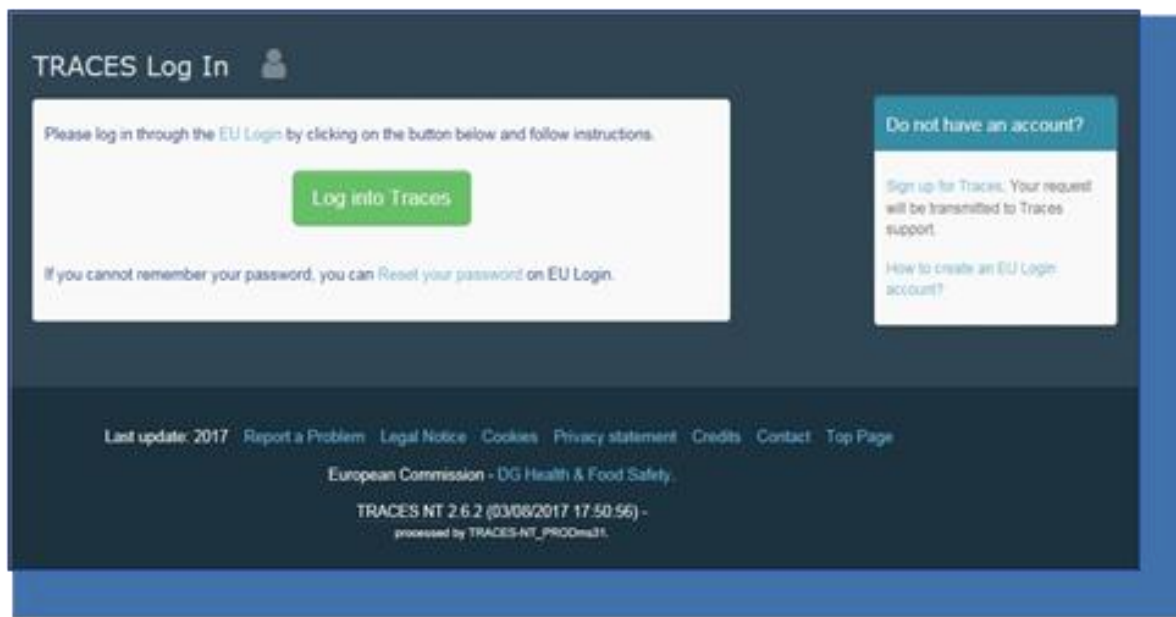 TRACES Log In
Please log in through the EU Login by clicking on the button below and follow instructions.
Log into Traces
If you cannot remember your password, you can Reset your password on EU Login.
Do not have an account?
Sign up for Traces. Your request
will be transmitted to Traces
support.
How to create an EU Login
account?
Last update: 2017 Report a Problem Legal Notice Cookies Privacy statement Credits Contact Top Page
European Commission - DG Health & Food Safety.
TRACES NT 2.6.2 (03/08/2017 17:50:56) -
processed by TRACES-NT_PRODms31.